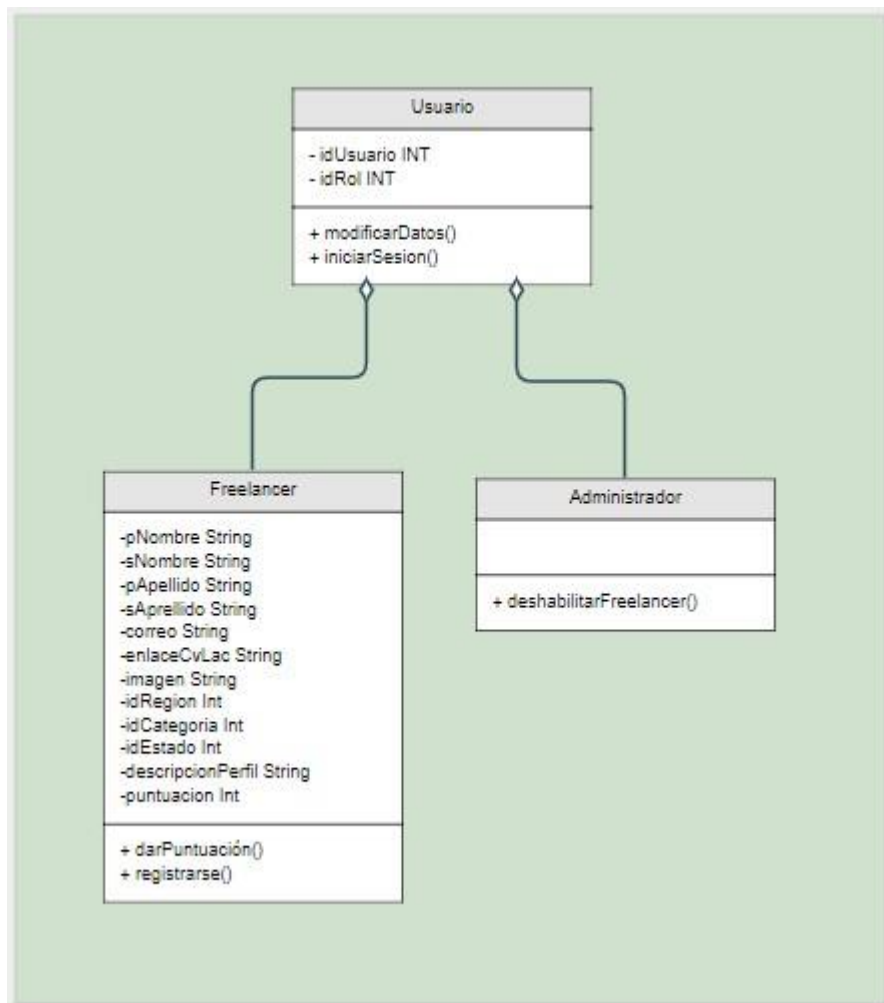 Usuario
- idUsuario INT
- idRol INT
+ modificarDatos()
+ iniciarSesion()
Freelancer
-pNombre String
-sNombre String
-pApellido String
-sAprellido String
-correo String
-enlaceCvLac String
-imagen String
-idRegion Int
-idCategoria Int
-idEstado Int
-descripcionPerfil String
-puntuacion Int
+ darPuntuación()
+ registrarse()
Administrador
+ deshabilitarFreelancer()